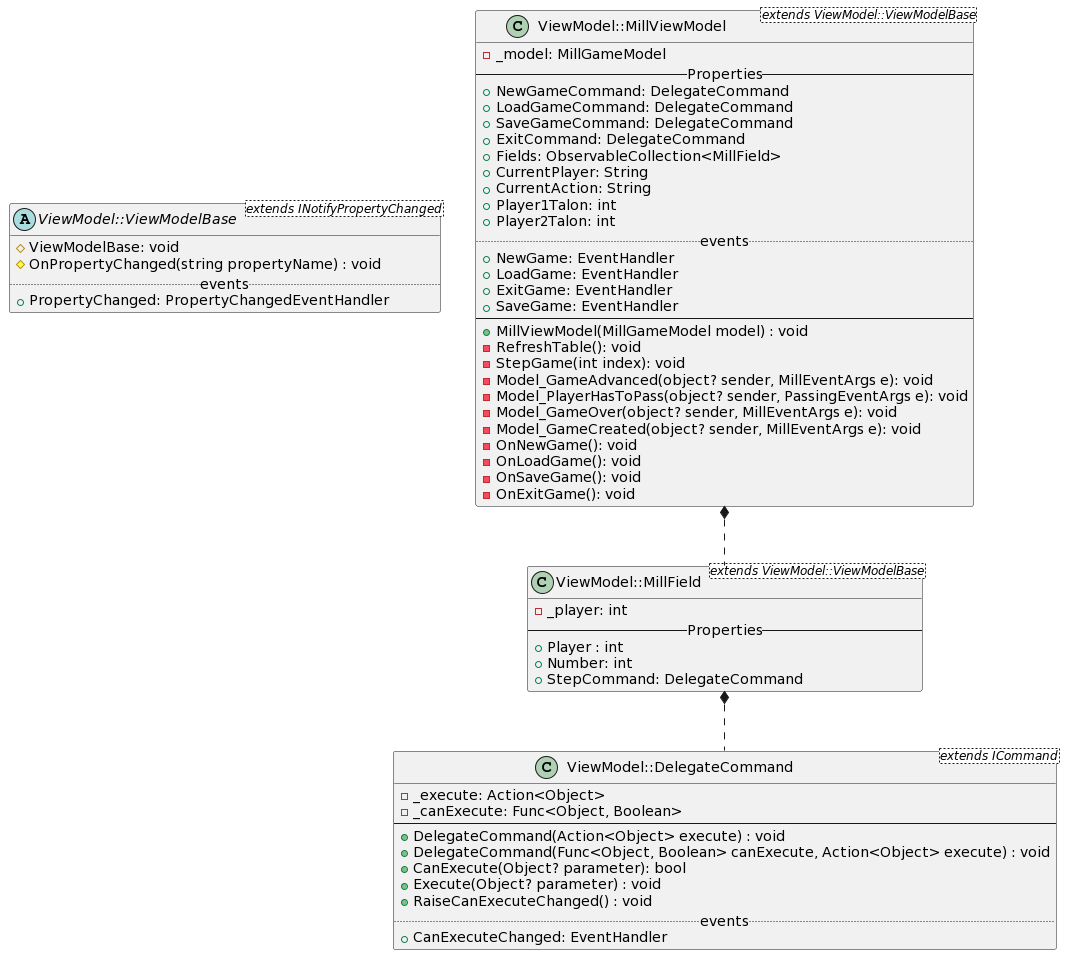 C ViewModel::MillViewModel
extends ViewModel::ViewModelBase
_model: MillGameModel
Properties
NewGameCommand: DelegateCommand
LoadGameCommand: DelegateCommand
SaveGameCommand: DelegateCommand
ExitCommand: DelegateCommand
Fields: ObservableCollection<MillField>
CurrentPlayer: String
CurrentAction: String
Player1Talon: int
Player2Talon: int
events
NewGame: EventHandler
LoadGame: EventHandler
ExitGame: EventHandler
SaveGame: EventHandler
MillViewModel(MillGameModel model) : void
RefreshTable(): void
StepGame(int index): void
Model_GameAdvanced(object? sender, MillEventArgs e): void
Model_PlayerHasToPass(object? sender, PassingEventArgs e): void
Model_GameOver(object? sender, MillEventArgs e): void
Model_GameCreated(object? sender, MillEventArgs e): void
OnNewGame(): void
OnLoadGame(): void
OnSaveGame(): void
OnExitGame(): void
A ViewModel::ViewModelBase
extends INotifyPropertyChanged
ViewModelBase: void
OnPropertyChanged(string propertyName) : void
events
PropertyChanged: PropertyChangedEventHandler
C ViewModel::MillField
extends ViewModel::ViewModelBase
_player: int
Properties
Player : int
Number: int
StepCommand: DelegateCommand
C ViewModel::DelegateCommand
extends ICommand
_execute: Action<Object>
_canExecute: Func<Object, Boolean>
DelegateCommand(Action<Object> execute) : void
DelegateCommand(Func<Object, Boolean> canExecute, Action<Object> execute) : void
CanExecute(Object? parameter): bool
Execute(Object? parameter) : void
RaiseCanExecuteChanged() : void
events
CanExecuteChanged: EventHandler